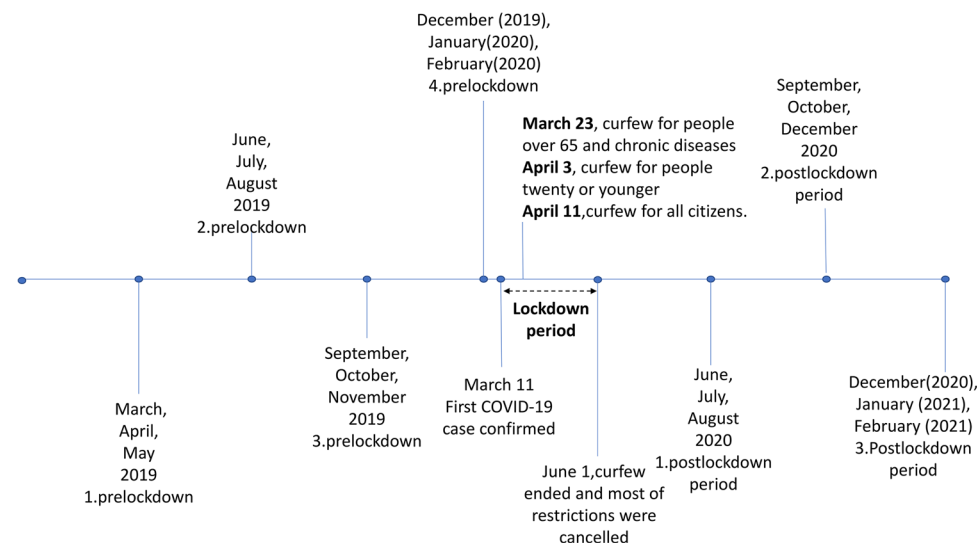 December (2019),
January(2020),
February(2020)
4.prelockdown
September,
October,
December
2020
2.postlockdown
period
March 23, curfew for people
over 65 and chronic diseases
April 3, curfew for people
twenty or younger
April 11,curfew for all citizens.
June,
July,
August
2019
2.prelockdown
Lockdown
period
September,
October,
November
2019
3.prelockdown
March 11
First COVID-19
case confirmed
June,
July,
August
2020
1.postlockdown
period
December(2020),
January (2021),
February (2021)
3.Postlockdown
period
March,
April,
May
2019
1.prelockdown
June 1,curfew
ended and most of
restrictions were
cancelled